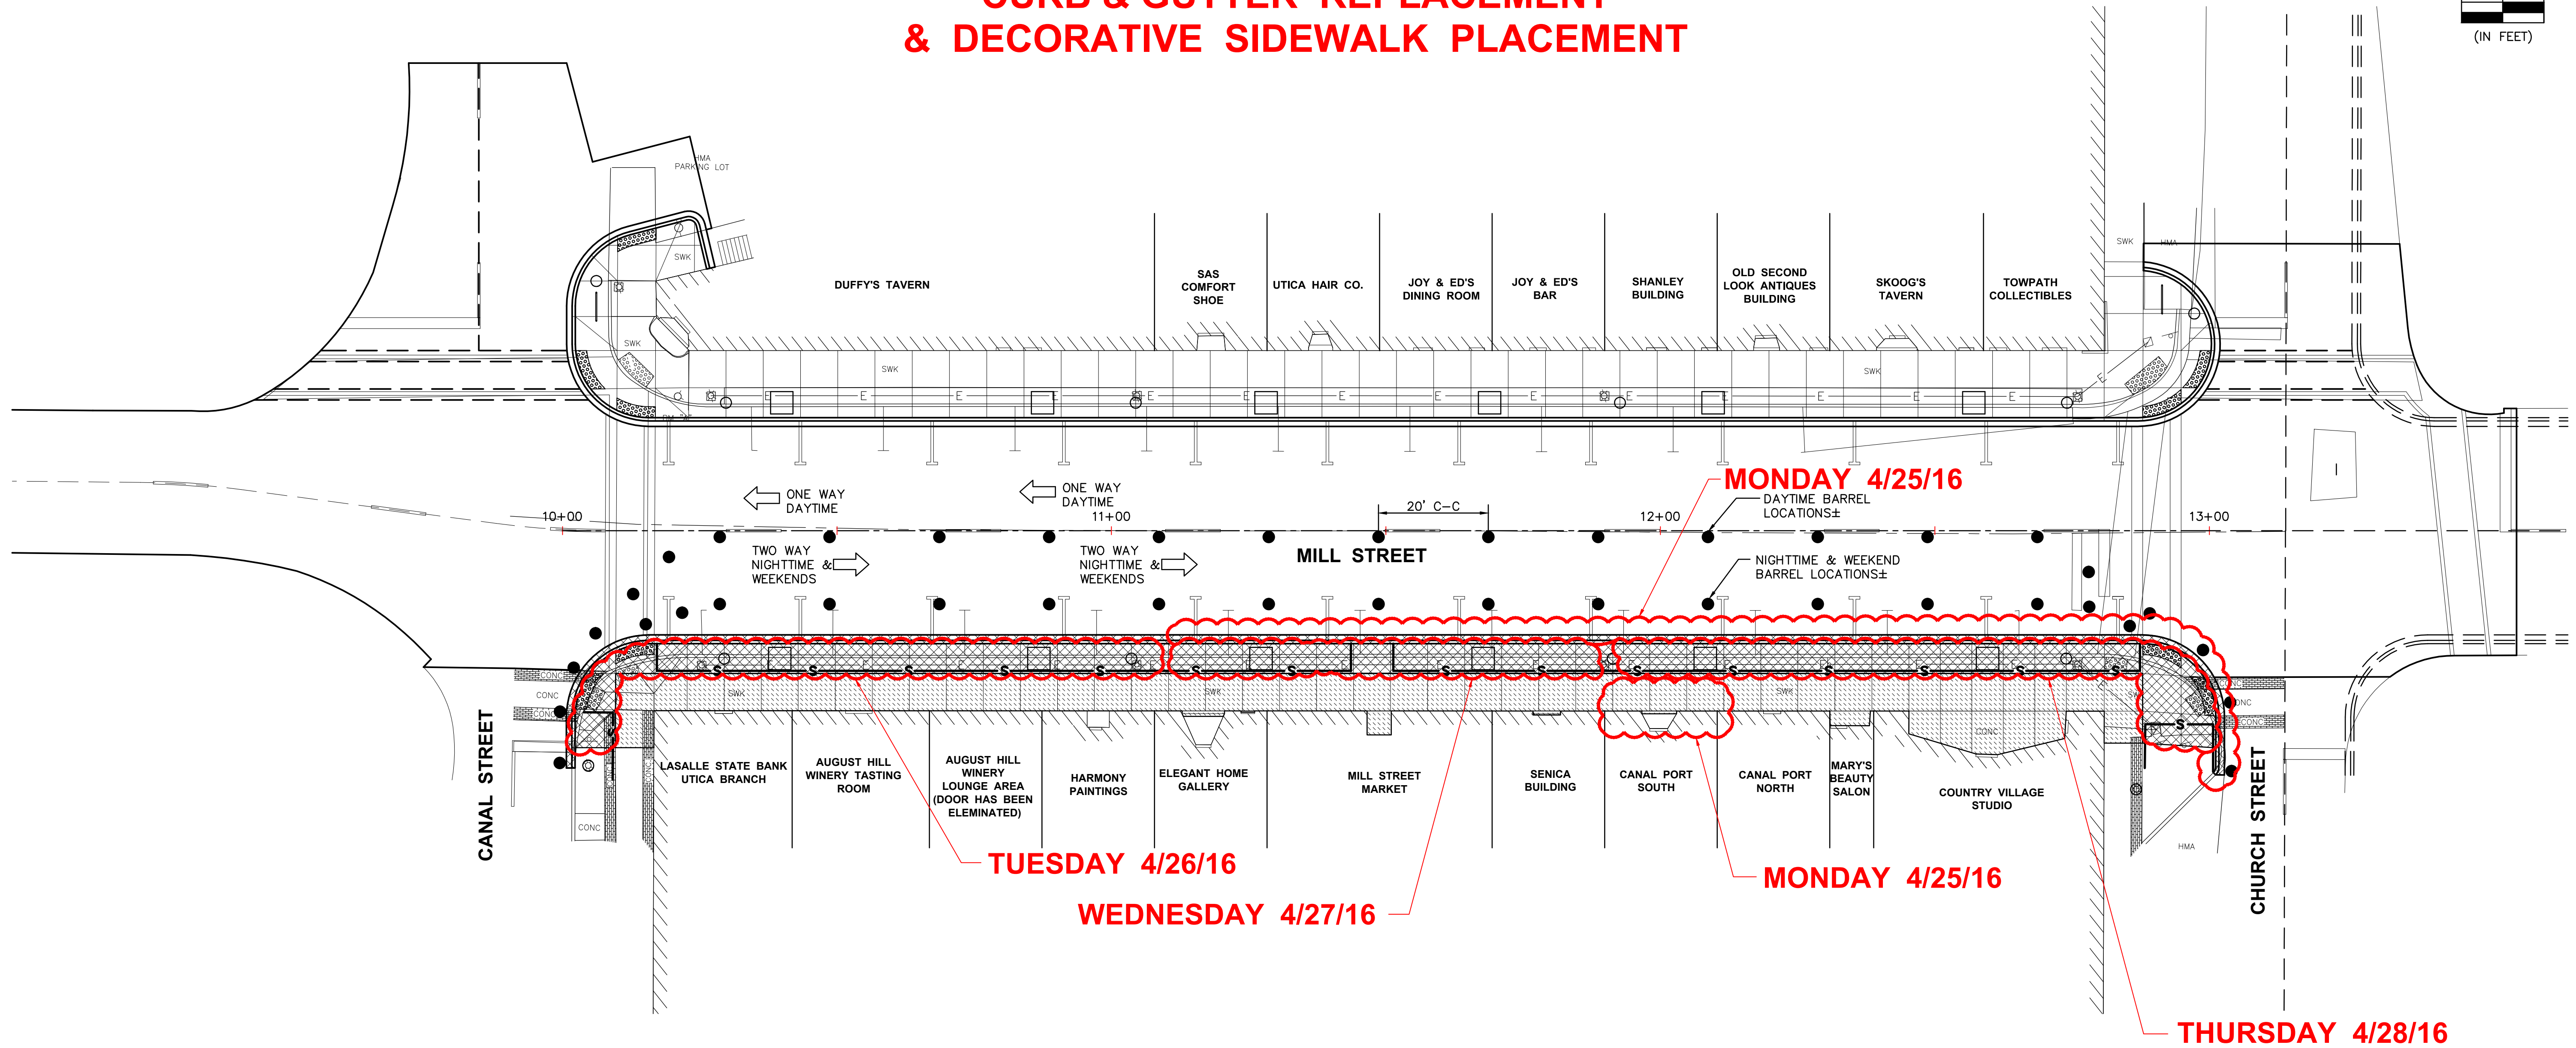 CURB & GUTTER REPLACEMENT
& DECORATIVE SIDEWALK PLACEMENT
(IN FEET)
HMA
PARKING LOT
SWK
SWK
SWK
HMA
DUFFY'S TAVERN
SAS
COMFORT
SHOE
UTICA HAIR CO.
JOY & ED'S
DINING ROOM
JOY & ED'S
BAR
SHANLEY
BUILDING
OLD SECOND
LOOK ANTIQUES
BUILDING
SKOOG'S
TAVERN
TOWPATH
COLLECTIBLES
SWK
SWK
E E E E E E E E E E E E E E
MONDAY 4/25/16
ONE WAY
DAYTIME
ONE WAY
DAYTIME
20' C-C
DAYTIME BARREL
LOCATIONS±
10+00
11+00
12+00
13+00
TWO WAY
NIGHTTIME &
WEEKENDS
TWO WAY
NIGHTTIME &
WEEKENDS
MILL STREET
NIGHTTIME & WEEKEND
BARREL LOCATIONS±
S S S S S S S S S S S S S S S
SWK
SWK
SWK
CONC
CONC
CONC
CONC
CONC
CONC
S
CANAL STREET
LASALLE STATE BANK
UTICA BRANCH
AUGUST HILL
WINERY TASTING
ROOM
AUGUST HILL
WINERY
LOUNGE AREA
(DOOR HAS BEEN
ELEMINATED)
HARMONY
PAINTINGS
ELEGANT HOME
GALLERY
MILL STREET
MARKET
SENICA
BUILDING
CANAL PORT
SOUTH
CANAL PORT
NORTH
MARY'S
BEAUTY
SALON
COUNTRY VILLAGE
STUDIO
CHURCH STREET
CONC
HMA
TUESDAY 4/26/16
MONDAY 4/25/16
WEDNESDAY 4/27/16
THURSDAY 4/28/16